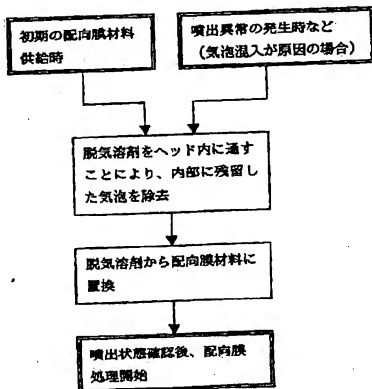 初期の配向膜材料
供給時
噴出異常の発生時など
（気泡混入が原因の場合）
脱気溶剤をヘッド内に通す
ことにより、内部に残留し
た気泡を除去
脱気溶剤から配向膜材料に
置換
噴出状態確認後、配向膜
処理開始